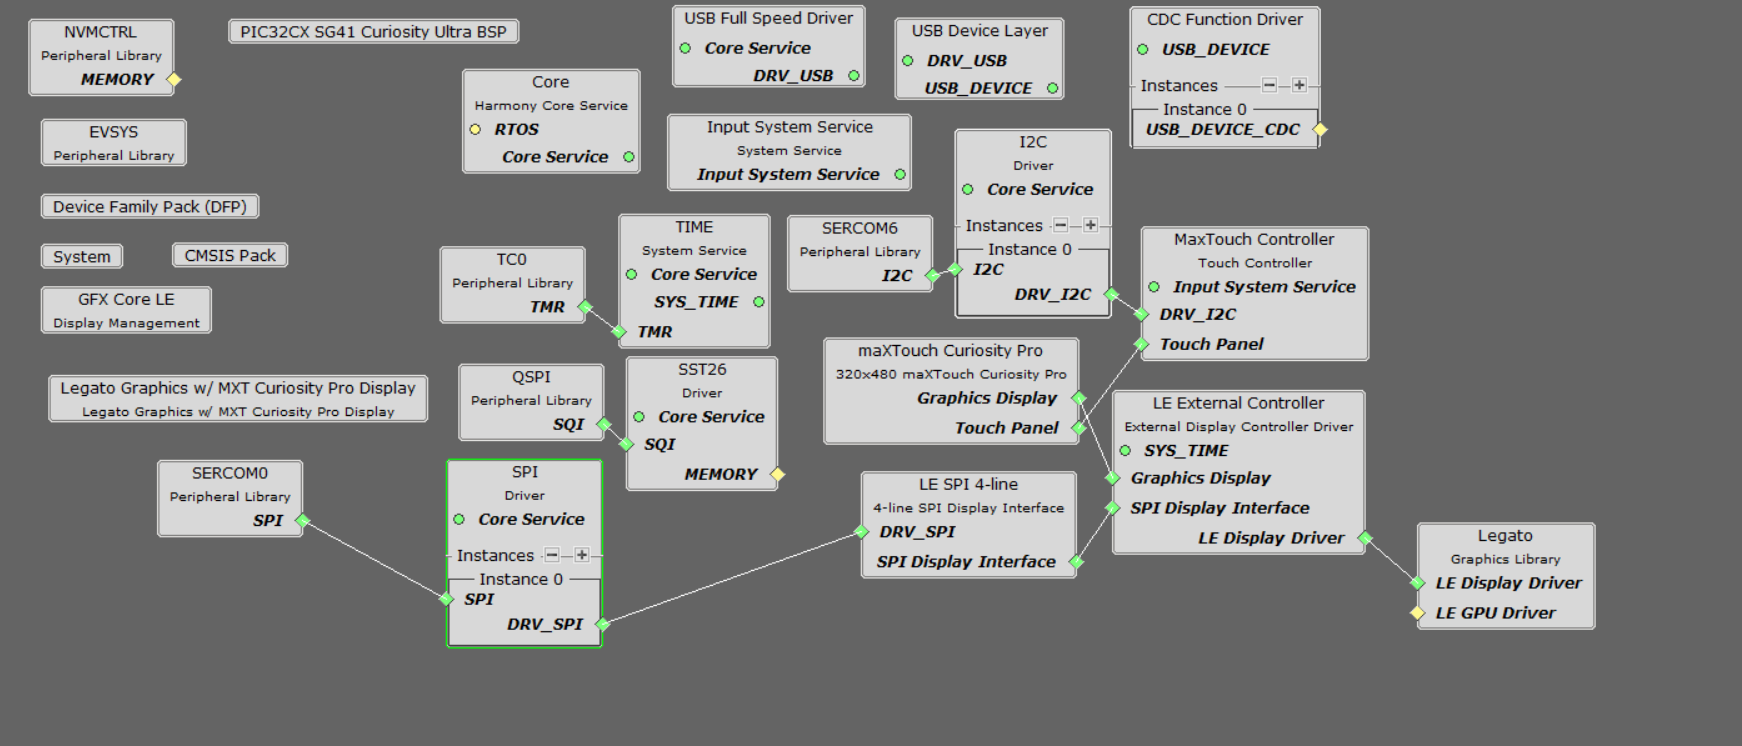 NVMCTRL
Peripheral Library
MEMORY
PIC32CX SG41 Curiosity Ultra BSP
EVSYS
Peripheral Library
Device Family Pack (DFP)
System
CMSIS Pack
GFX Core LE
Display Management
Legato Graphics w/ MXT Curiosity Pro Display
Legato Graphics w/ MXT Curiosity Pro Display
SERCOM0
Peripheral Library
SPI
Core
Harmony Core Service
RTOS
Core Service
TC0
Peripheral Library
TMR
QSPI
Peripheral Library
SQI
SPI
Driver
Core Service
Instances
Instance 0
SPI
DRV_SPI
USB Full Speed Driver
Core Service
DRV_USB
Input System Service
System Service
Input System Service
TIME
System Service
Core Service
SYS_TIME
TMR
SST26
Driver
Core Service
SQI
MEMORY
USB Device Layer
DRV_USB
USB_DEVICE
SERCOM6
Peripheral Library
I2C
I2C
Driver
Core Service
Instances
Instance 0
I2C
DRV_I2C
maXTouch Curiosity Pro
320x480 maXTouch Curiosity Pro
Graphics Display
Touch Panel
LE SPI 4-line
4-line SPI Display Interface
DRV_SPI
SPI Display Interface
CDC Function Driver
USB_DEVICE
Instances
Instance 0
USB_DEVICE_CDC
MaxTouch Controller
Touch Controller
Input System Service
DRV_I2C
Touch Panel
LE External Controller
External Display Controller Driver
SYS_TIME
Graphics Display
SPI Display Interface
LE Display Driver
Legato
Graphics Library
LE Display Driver
LE GPU Driver